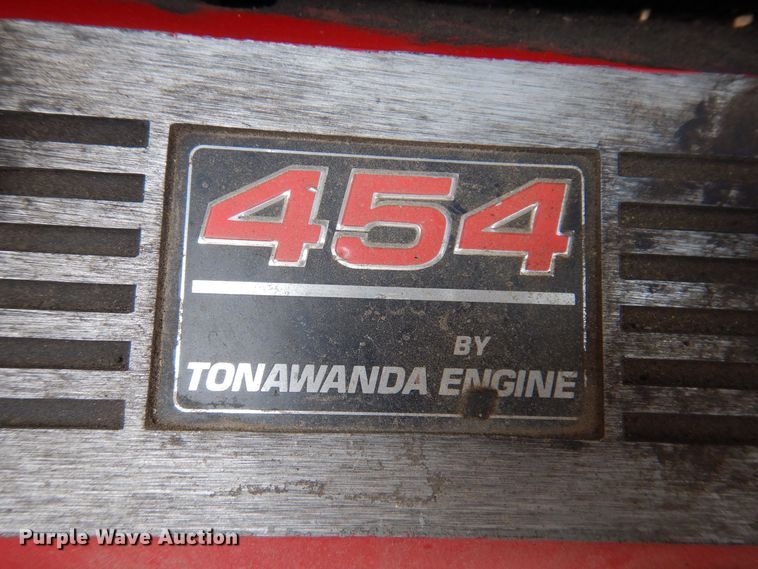 454
BY
TONAWANDA ENGINE
Purple Wave Auction